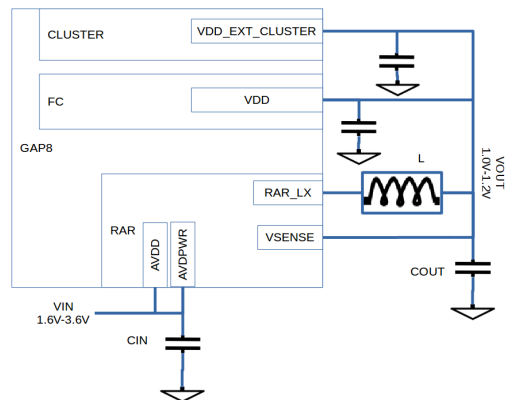 CLUSTER
VDD_EXT_CLUSTER
FC
VDD
GAP8
L
VOUT
1.0V-1.2V
RAR_LX
RAR
AVDD
AVDPWR
VSENSE
COUT
VIN
1.6V-3.6V
CIN